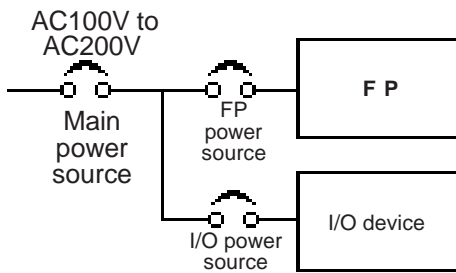 AC100V to
AC200V
Main
power
source
FP
power
source
F P
I/O power
source
I/O device